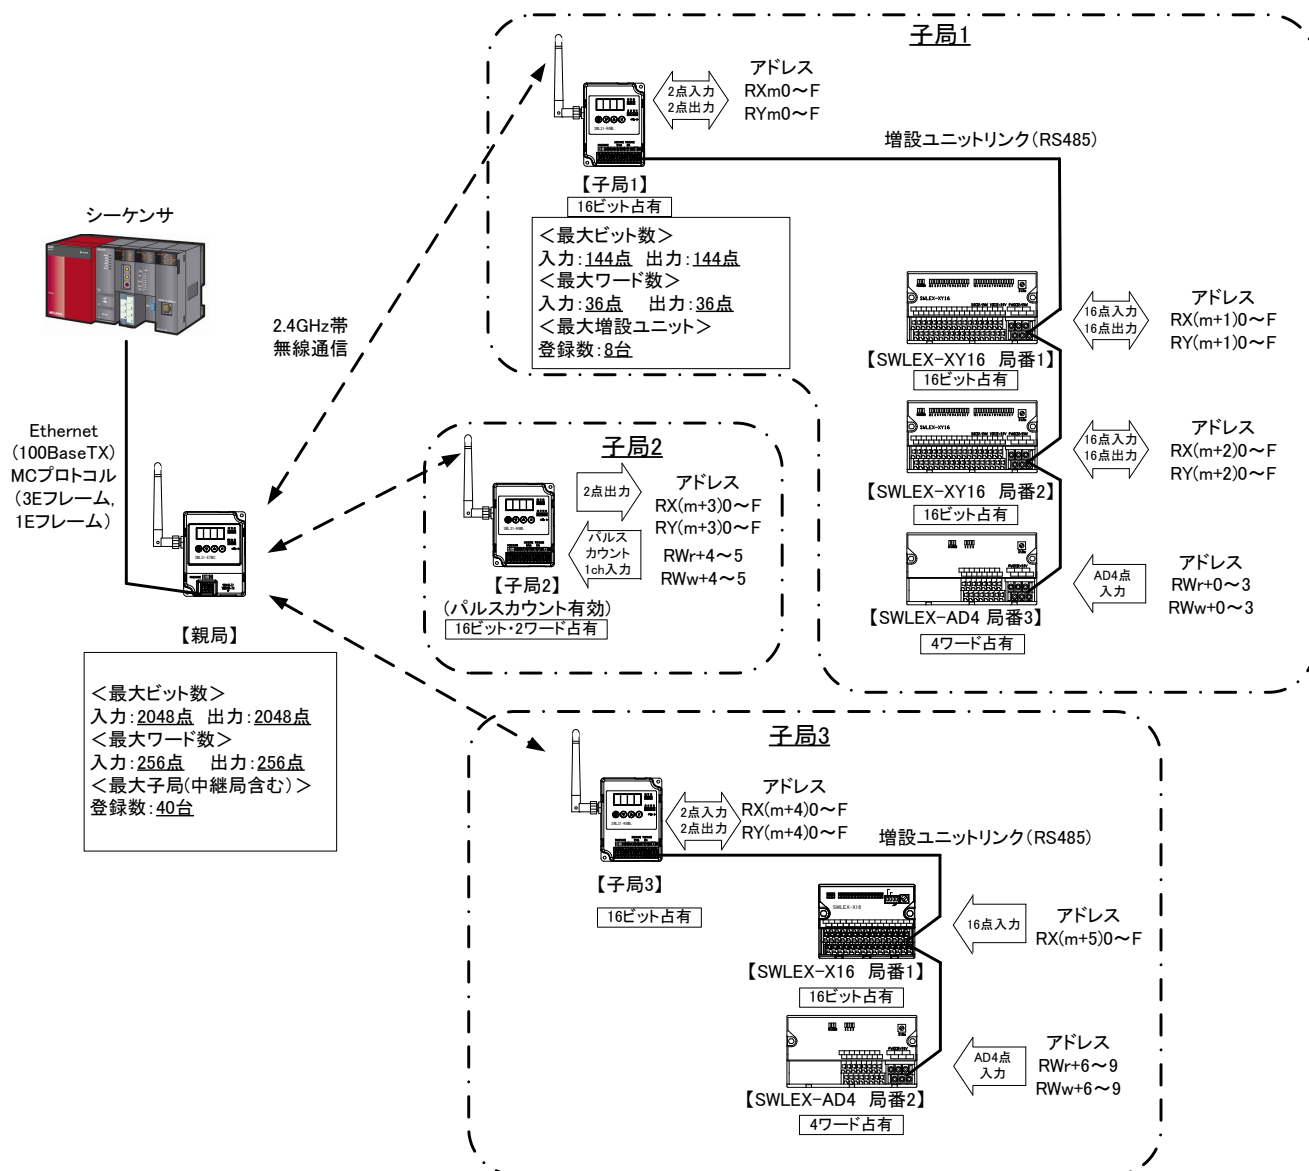 シーケンサ
Ethernet
(100BaseTX)
MCプロトコル
(3Eフレーム,
1Eフレーム)
2.4GHz帯
無線通信
【親局】
＜最大ビット数＞
入力:2048点 出力:2048点
＜最大ワード数＞
入力:256点 出力:256点
＜最大子局(中継局含む)＞
登録数:40台
子局1
2点入力
2点出力
アドレス
RXm0～F
RYm0～F
増設ユニットリンク(RS485)
【子局1】
16ビット占有
＜最大ビット数＞
入力:144点 出力:144点
＜最大ワード数＞
入力:36点 出力:36点
＜最大増設ユニット＞
登録数:8台
SWLEX-XY16
16点入力
16点出力
アドレス
RX(m+1)0～F
RY(m+1)0～F
【SWLEX-XY16 局番1】
16ビット占有
SWLEX-XY16
16点入力
16点出力
アドレス
RX(m+2)0～F
RY(m+2)0～F
【SWLEX-XY16 局番2】
16ビット占有
AD4点
入力
アドレス
RWr+0～3
RWw+0～3
【SWLEX-AD4 局番3】
4ワード占有
子局2
2点出力
アドレス
RX(m+3)0～F
RY(m+3)0～F
パルス
カウント
1ch入力
RWr+4～5
RWw+4～5
【子局2】
(パルスカウント有効)
16ビット・2ワード占有
子局3
2点入力
2点出力
アドレス
RX(m+4)0～F
RY(m+4)0～F
増設ユニットリンク(RS485)
【子局3】
16ビット占有
SWLEX-X16
16点入力
アドレス
RX(m+5)0～F
【SWLEX-X16 局番1】
16ビット占有
AD4点
入力
アドレス
RWr+6～9
RWw+6～9
【SWLEX-AD4 局番2】
4ワード占有